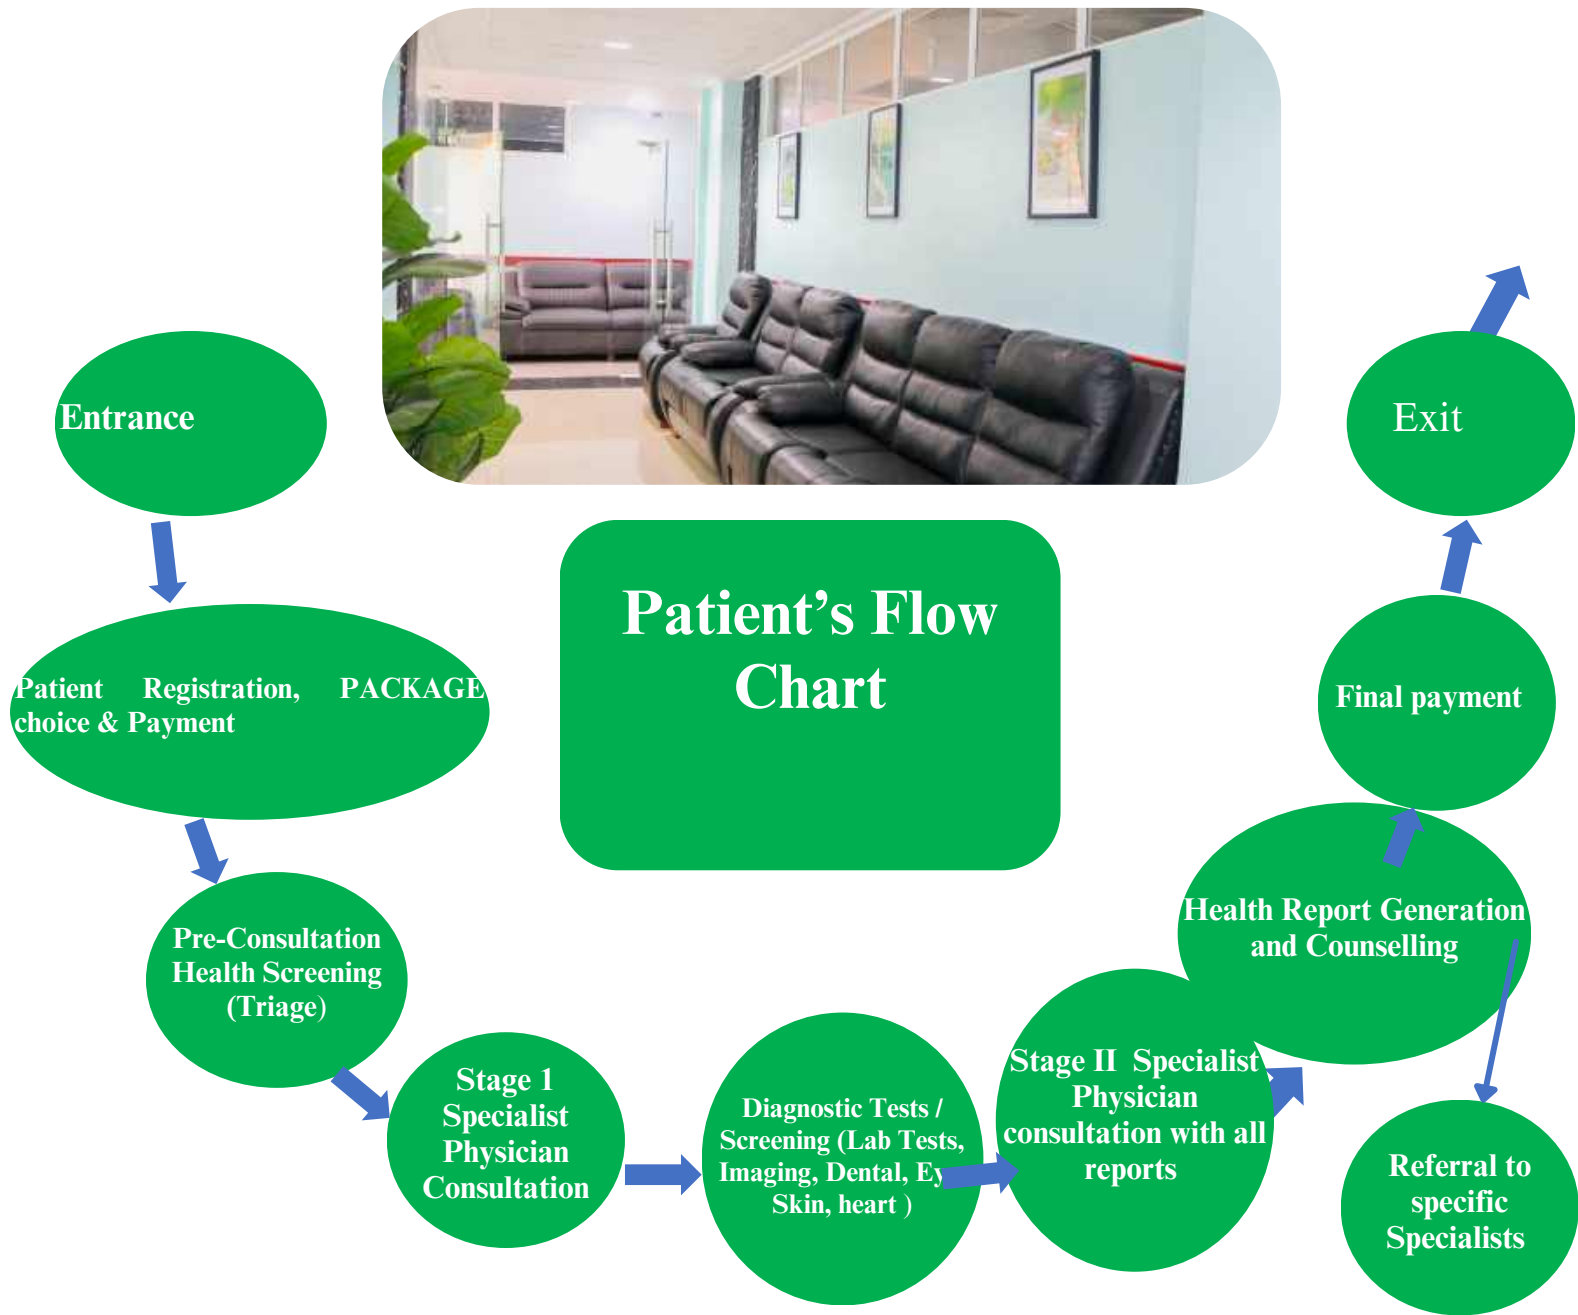 Entrance
Exit
Patient's Flow
Chart
Patient Registration, PACKAGE
choice & Payment
Final payment
Pre-Consultation
Health Screening
(Triage)
Health Report Generation
and Counselling
Stage 1
Specialist
Physician
Consultation
Diagnostic Tests /
Screening (Lab Tests,
Imaging, Dental, Ey
Skin, heart )
Stage II Specialist
Physician
consultation with all
reports
Referral to
specific
Specialists